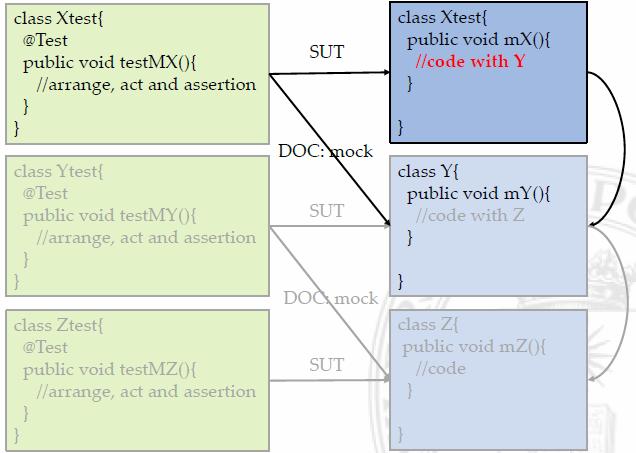 class Xtest{
@Test
public void testMX(){
//arrange, act and assertion
}
}
SUT
class Xtest{
public void mX(){
//code with Y
}
}
DOC: mock
class Ytest{
@Test
public void testMY(){
//arrange, act and assertion
}
}
SUT
class Y{
public void mY(){
//code with Z
}
}
DOC: mock
class Ztest{
@Test
public void testMZ(){
//arrange, act and assertion
}
}
SUT
class Z{
public void mZ(){
//code
}
}